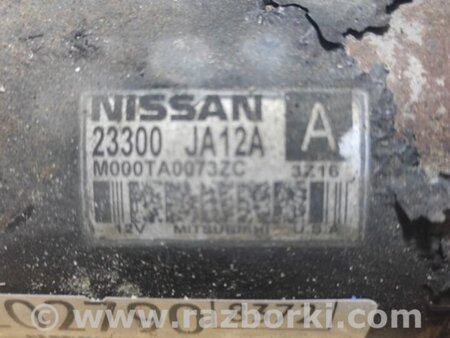 NISSAN
23300 JA12A A
M000TA0073ZC 3Z16
12V MITSUBISHI U.S.A
www.razborki.com